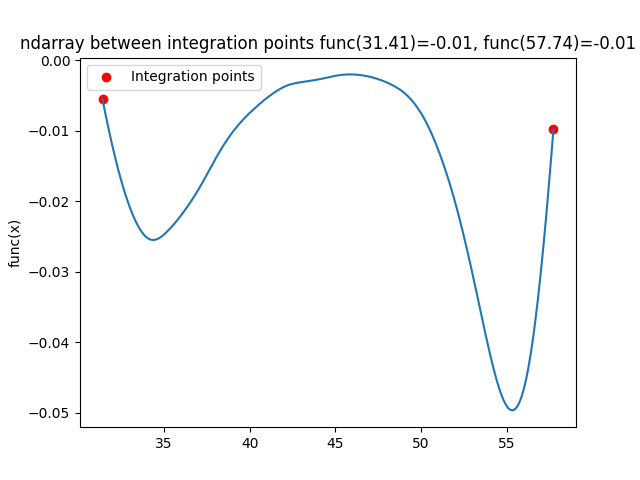 ndarray between integration points func(31.41)=-0.01, func(57.74)=-0.01
Integration points
func(x)
0.00
−0.01
−0.02
−0.03
−0.04
−0.05
35 40 45 50 55